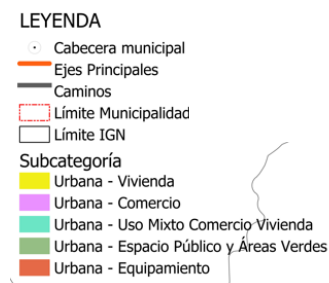 LEYENDA
Cabecera municipal
Ejes Principales
Caminos
Límite Municipalidad
Límite IGN
Subcategoría
Urbana - Vivienda
Urbana - Comercio
Urbana - Uso Mixto Comercio Vivienda
Urbana - Espacio Público y Áreas Verdes
Urbana - Equipamiento